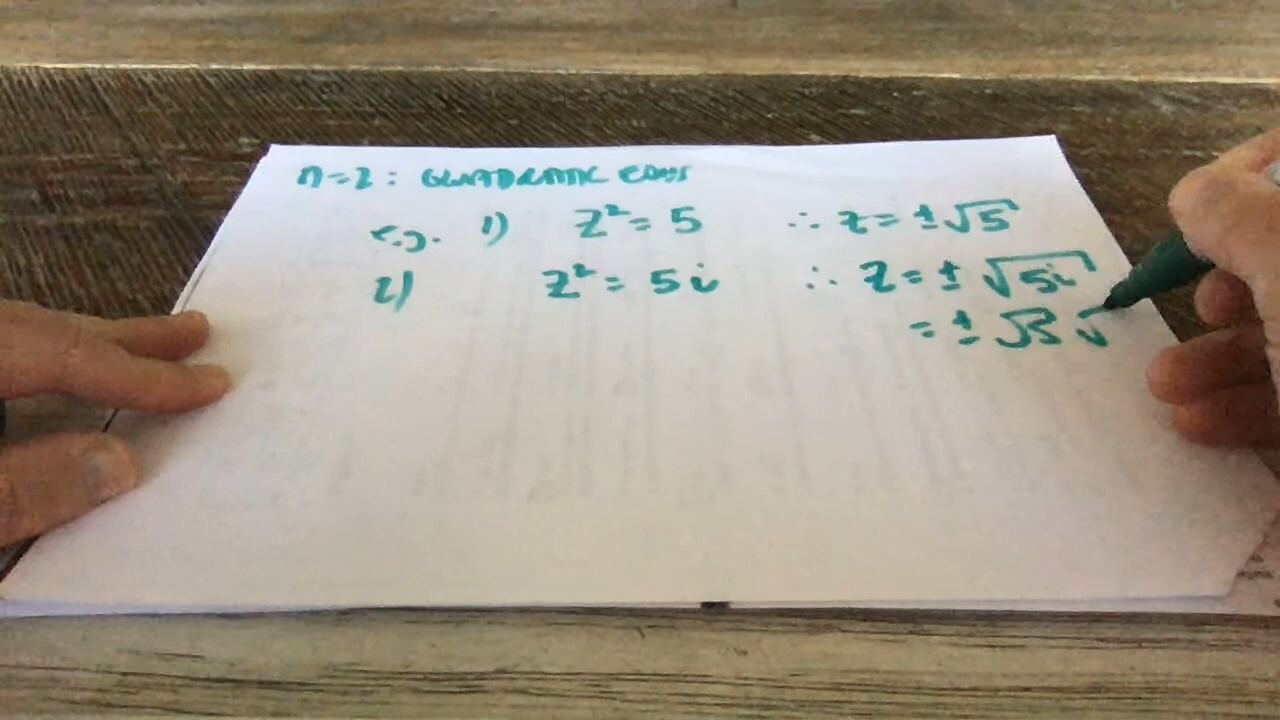 n=2: QUADRATIC EQNS
e.g. 1) z² = 5 ∴ z = ±√5
2) z² = 5i ∴ z = ±√5i
= ±√5 √